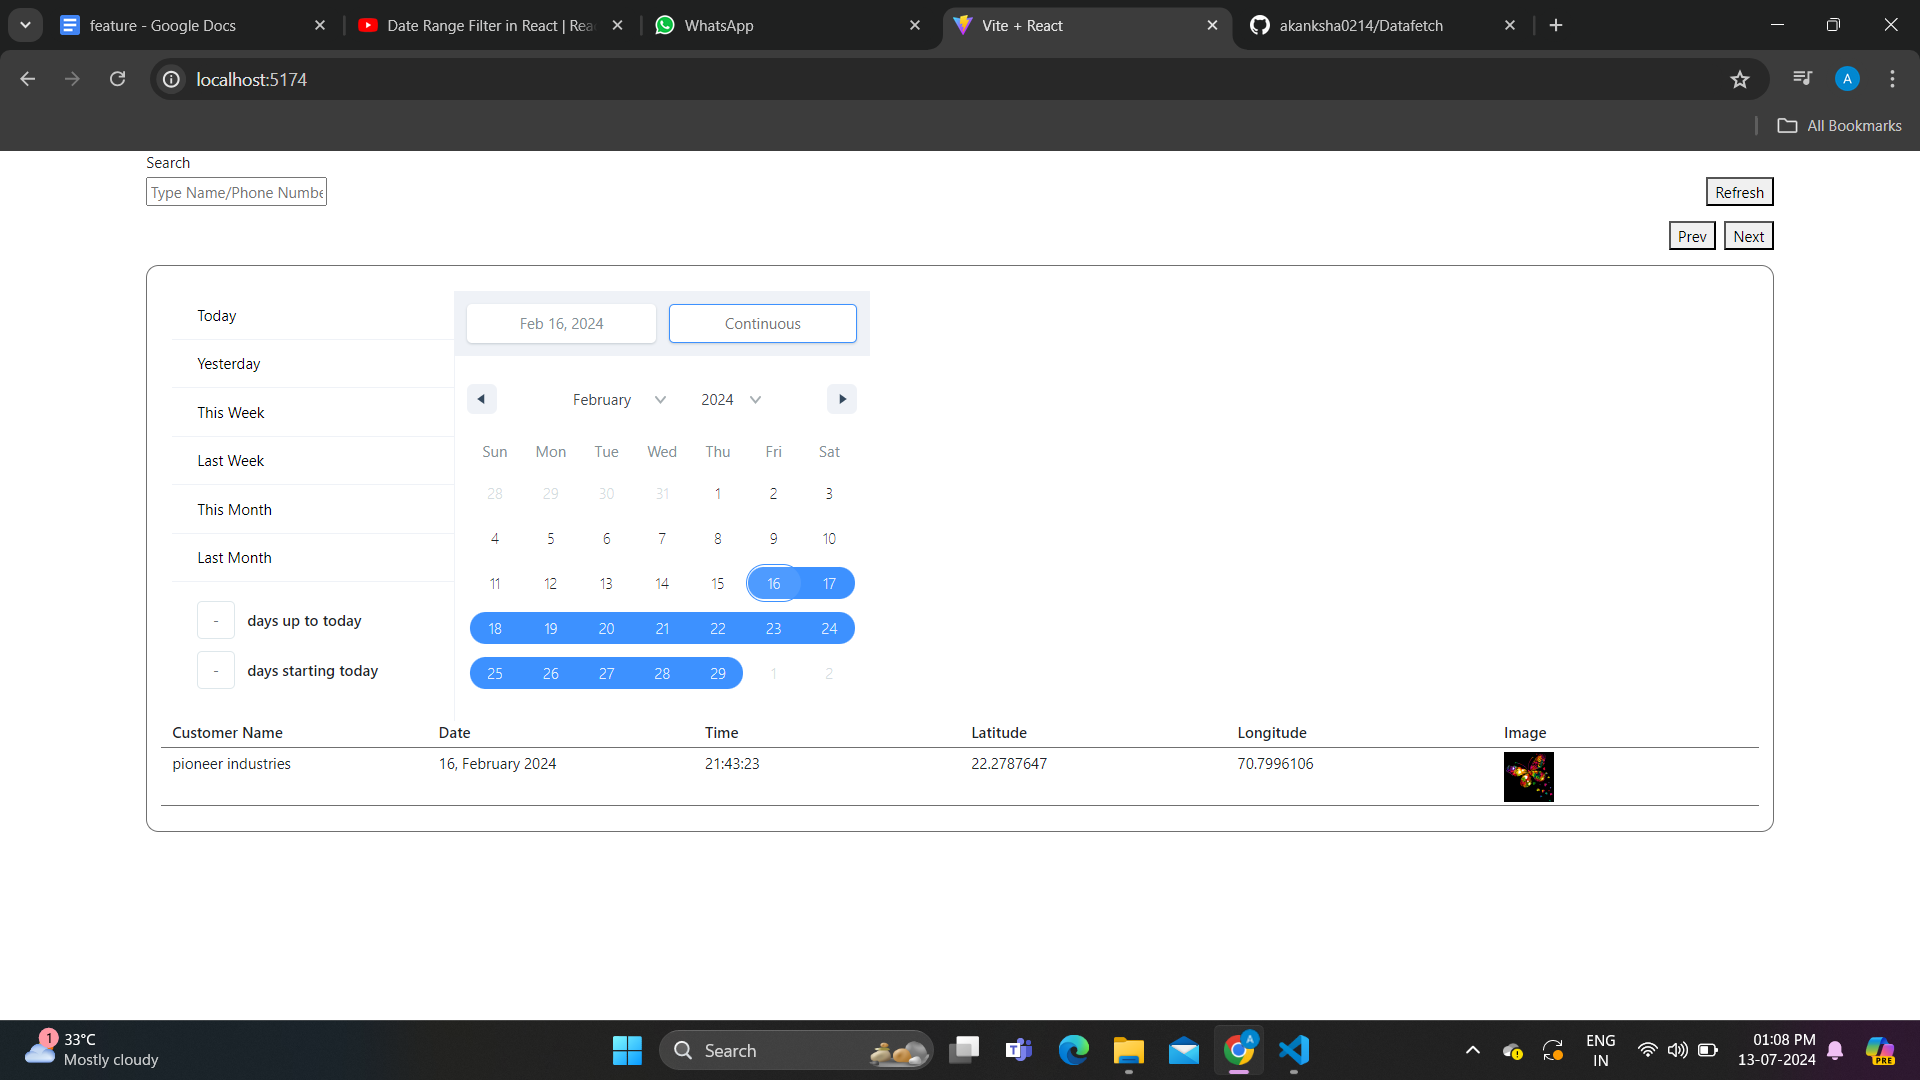 feature - Google Docs
Date Range Filter in React | Rea
WhatsApp
Vite + React
akanksha0214/Datafetch
localhost:5174
A
All Bookmarks
Search
Type Name/Phone Numbe
Refresh
Prev Next
Today
Yesterday
This Week
Last Week
This Month
Last Month
- days up to today
- days starting today
Feb 16, 2024 Continuous
February 2024
Sun Mon Tue Wed Thu Fri Sat
28 29 30 31 1 2 3
4 5 6 7 8 9 10
11 12 13 14 15 16 17
18 19 20 21 22 23 24
25 26 27 28 29 1 2
Customer Name Date Time Latitude Longitude Image
pioneer industries 16, February 2024 21:43:23 22.2787647 70.7996106
1
33°C
Mostly cloudy
Search
A
ENG
IN
01:08 PM
13-07-2024
PRE